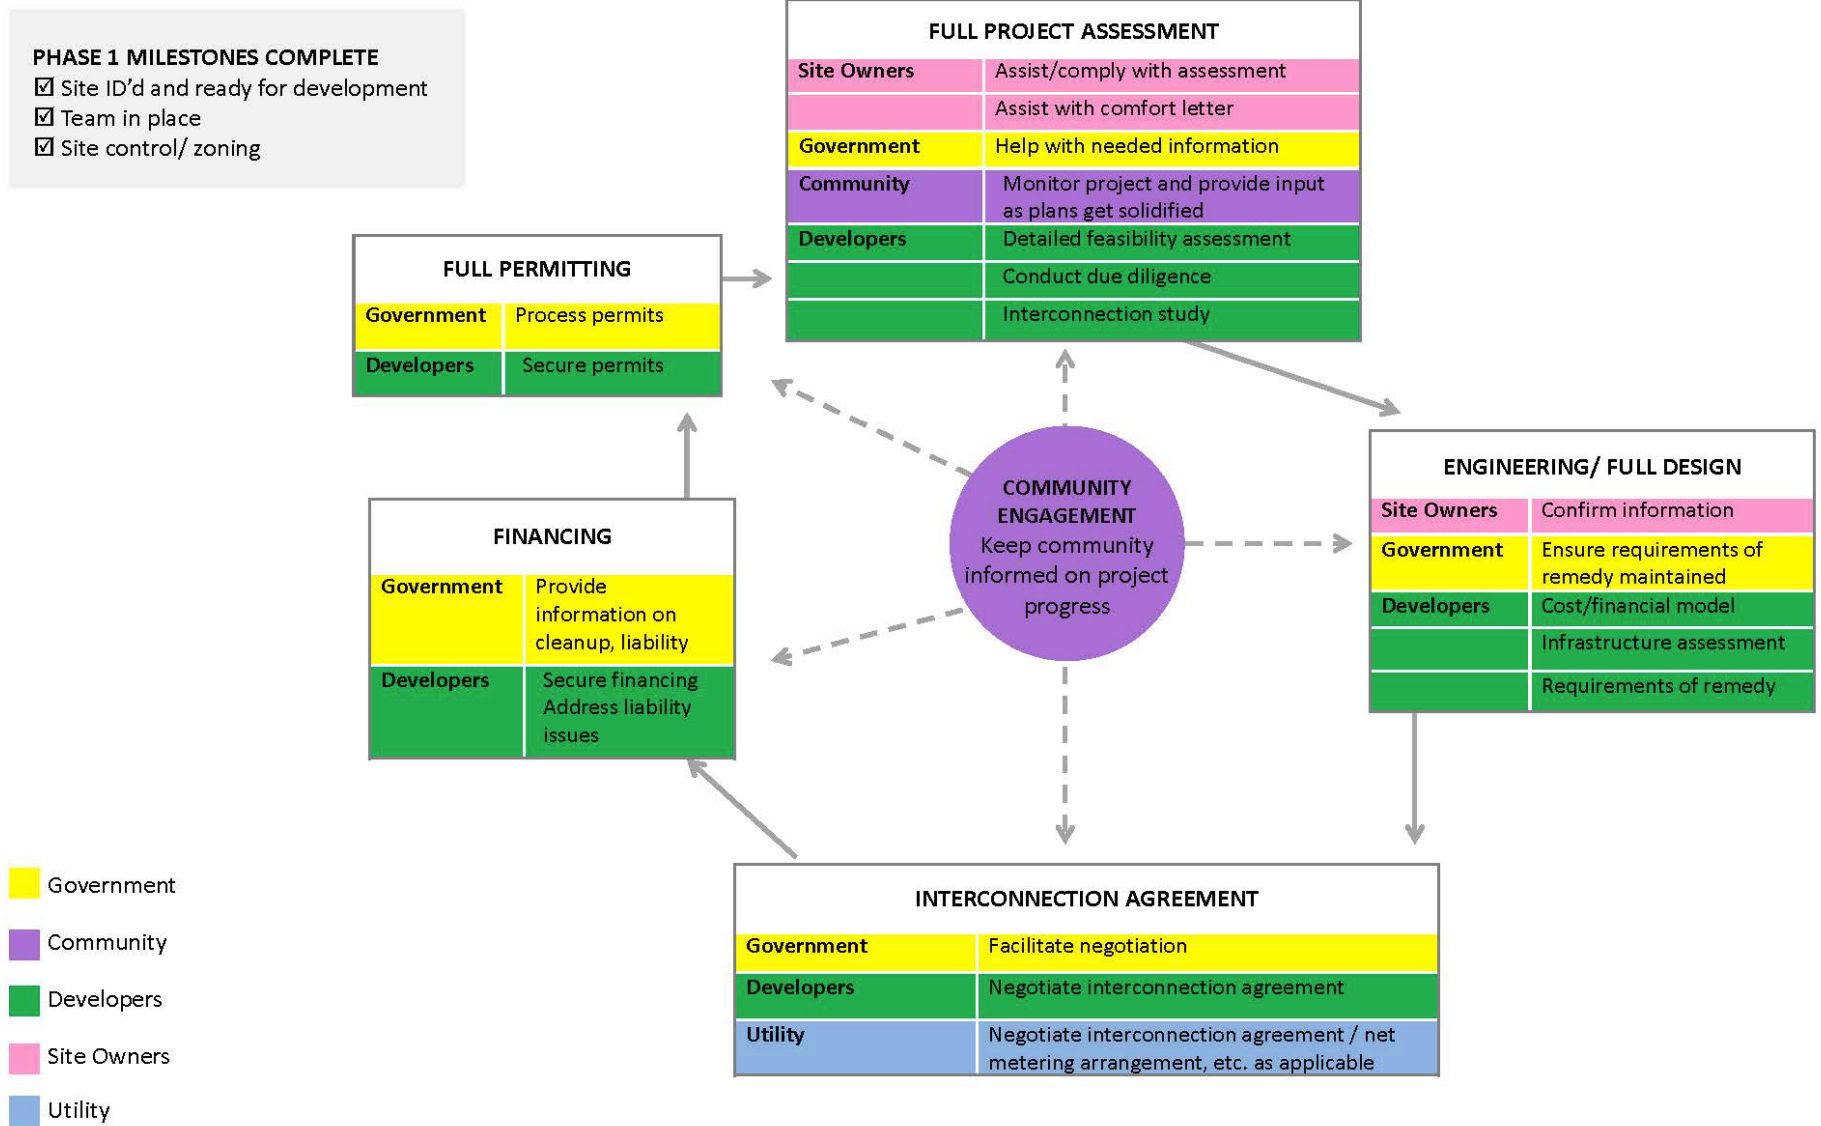 PHASE 1 MILESTONES COMPLETE
☑ Site ID’d and ready for development
☑ Team in place
☑ Site control/ zoning
FULL PROJECT ASSESSMENT
Site Owners Assist/comply with assessment
Assist with comfort letter
Government Help with needed information
Community Monitor project and provide input
as plans get solidified
Developers Detailed feasibility assessment
Conduct due diligence
Interconnection study
FULL PERMITTING
Government Process permits
Developers Secure permits
COMMUNITY
ENGAGEMENT
Keep community
informed on project
progress
ENGINEERING/ FULL DESIGN
Site Owners Confirm information
Government Ensure requirements of
remedy maintained
Developers Cost/financial model
Infrastructure assessment
Requirements of remedy
FINANCING
Government Provide
information on
cleanup, liability
Developers Secure financing
Address liability
issues
INTERCONNECTION AGREEMENT
Government Facilitate negotiation
Developers Negotiate interconnection agreement
Utility Negotiate interconnection agreement / net
metering arrangement, etc. as applicable
Government
Community
Developers
Site Owners
Utility